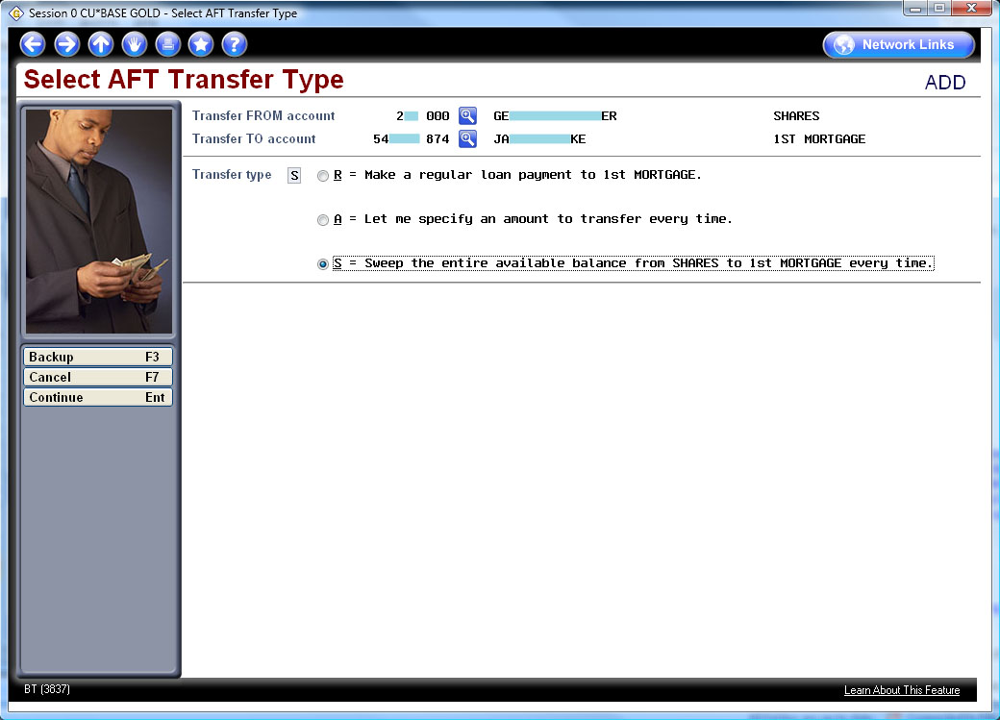 Session 0 CU*BASE GOLD - Select AFT Transfer Type
Network Links
Select AFT Transfer Type ADD
Transfer FROM account 2 000 GE ER SHARES
Transfer TO account 54 874 JA KE 1ST MORTGAGE
Transfer type S R = Make a regular loan payment to 1st MORTGAGE.
A = Let me specify an amount to transfer every time.
S = Sweep the entire available balance from SHARES to 1st MORTGAGE every time.
Backup F3
Cancel F7
Continue Ent
BT (3837) Learn About This Feature